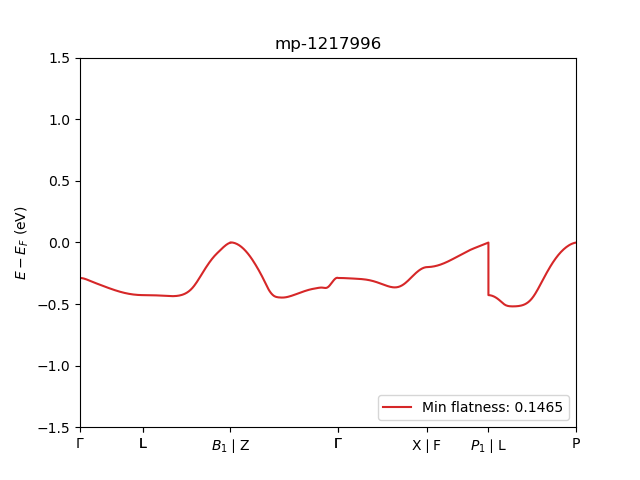 mp-1217996
1.5
1.0
0.5
0.0
−0.5
−1.0
−1.5
E − E_F (eV)
Min flatness: 0.1465
Γ L B₁ | Z Γ X | F P₁ | L P